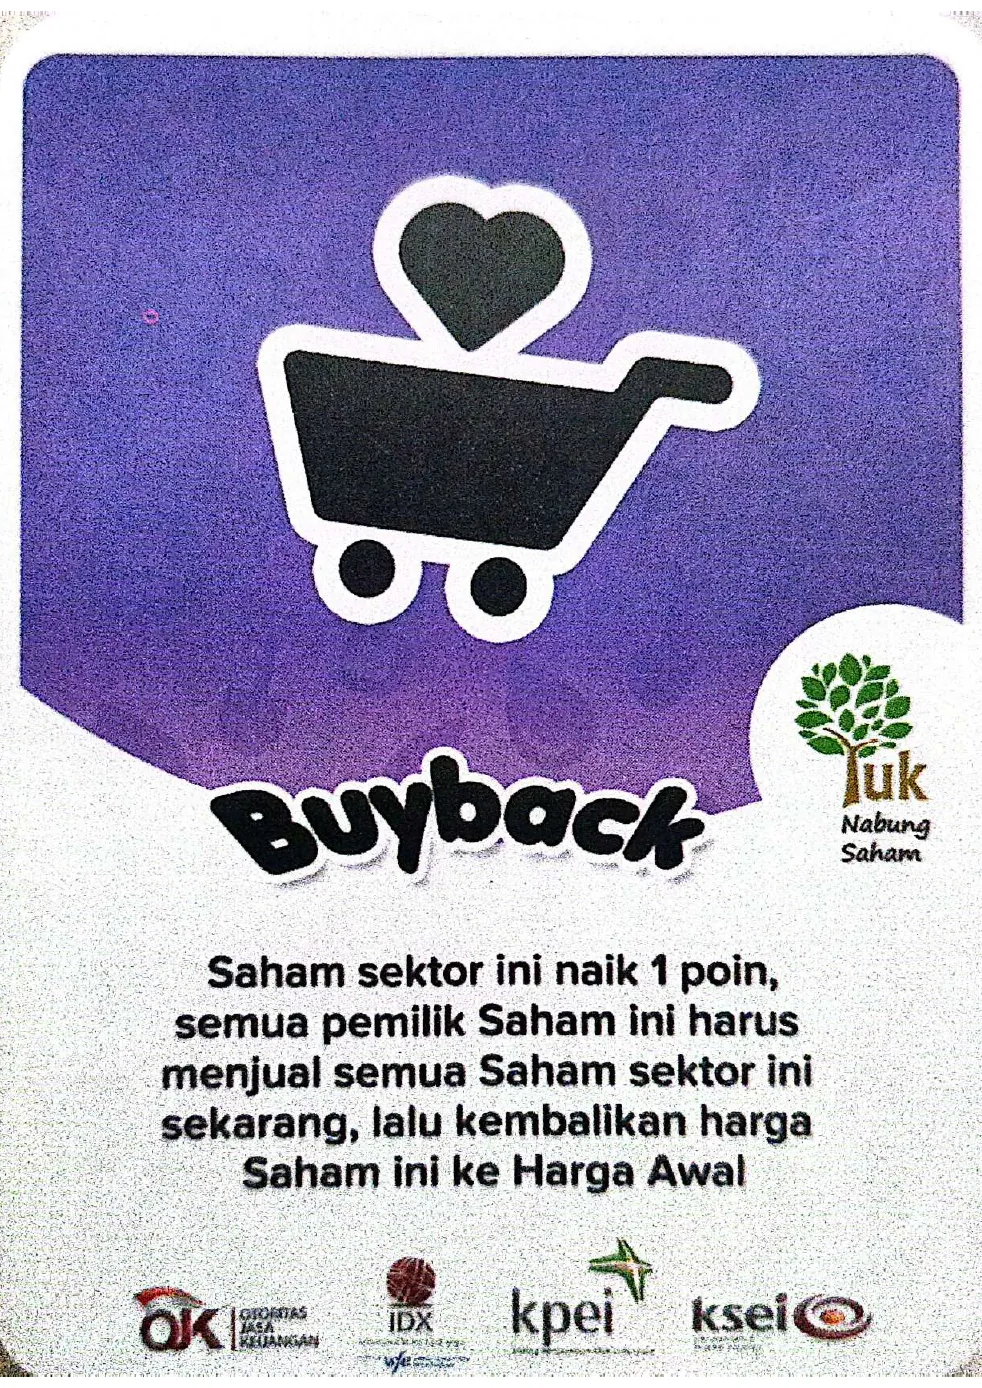 Yuk
Nabung
Saham
Buyback
Saham sektor ini naik 1 poin,
semua pemilik Saham ini harus
menjual semua Saham sektor ini
sekarang, lalu kembalikan harga
Saham ini ke Harga Awal
OJK
OTORITAS
JASA
KEUANGAN
IDX
wfe
kpei
ksei